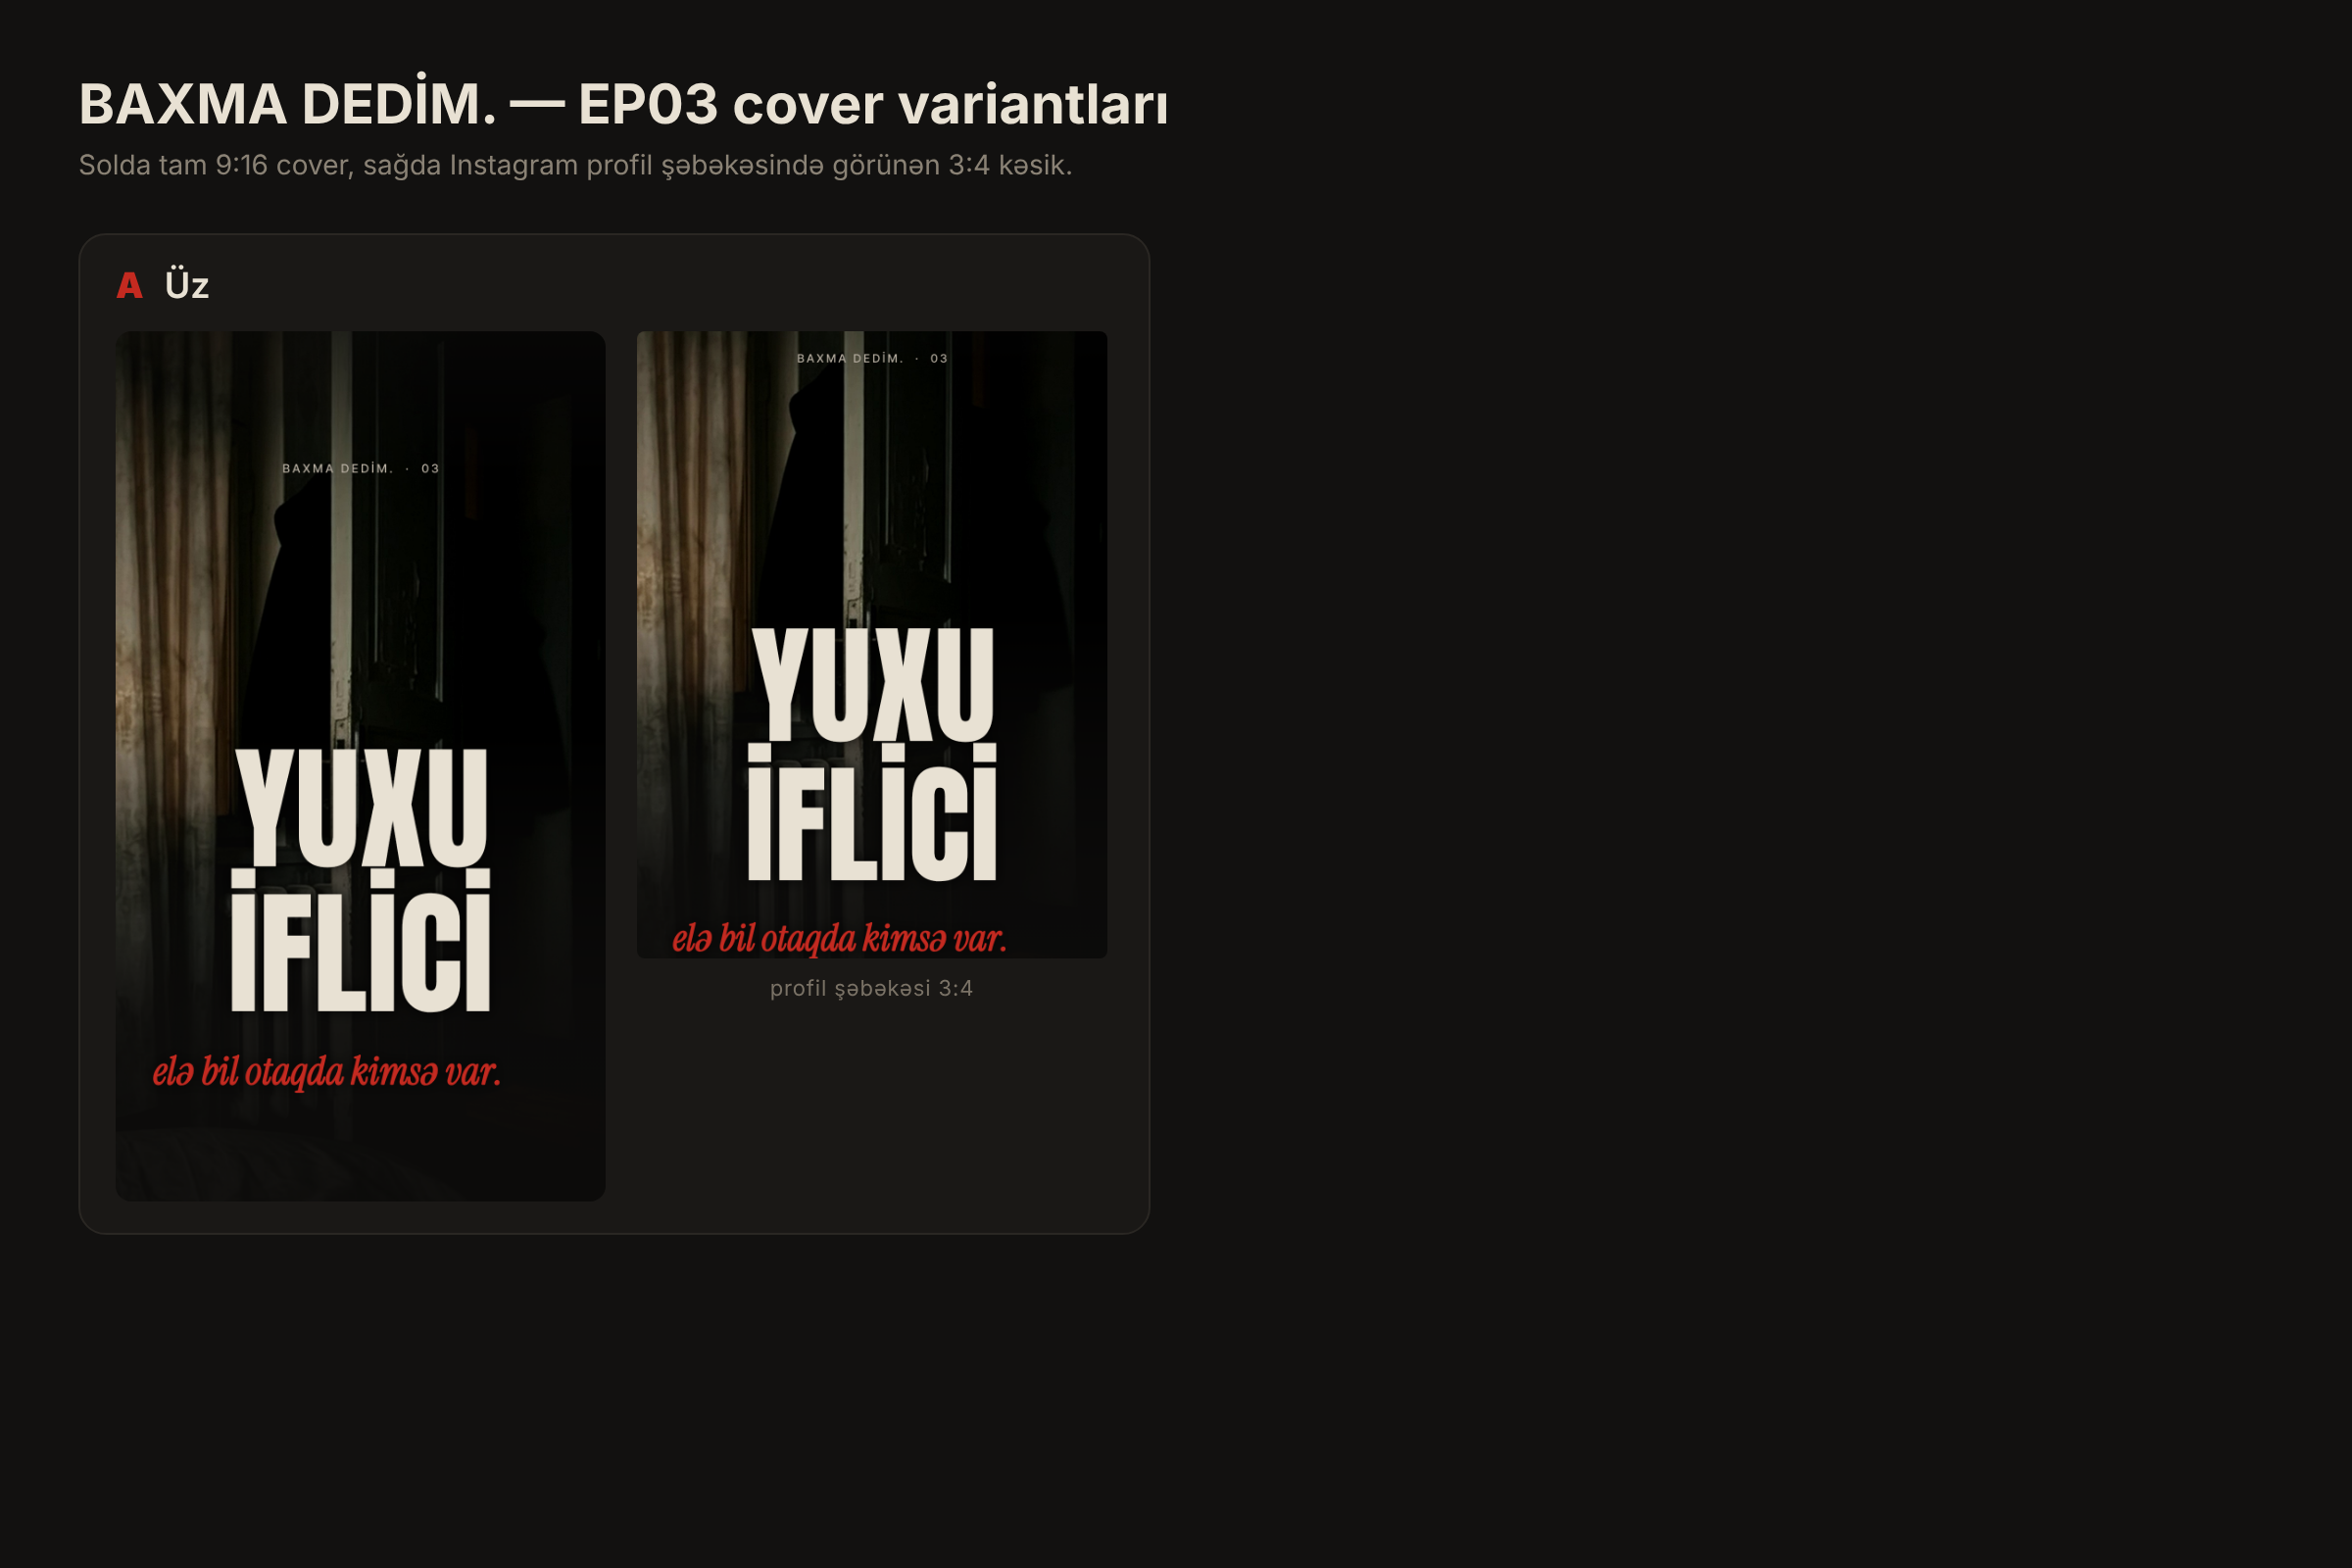 BAXMA DEDİM. — EP03 cover variantları
Solda tam 9:16 cover, sağda Instagram profil şəbəkəsində görünən 3:4 kəsik.
A Üz
BAXMA DEDİM. · 03
YUXU
İFLİCİ
elə bil otaqda kimsə var.
BAXMA DEDİM. · 03
YUXU
İFLİCİ
elə bil otaqda kimsə var.
profil şəbəkəsi 3:4